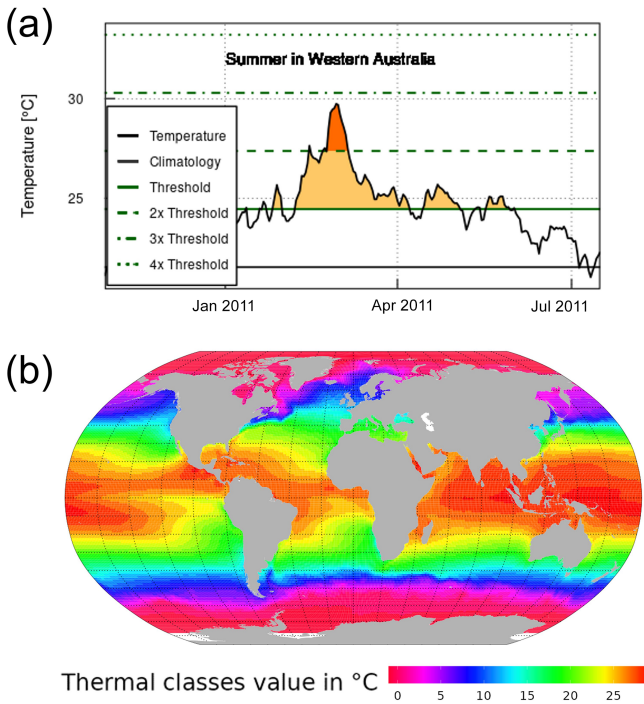 (a)
Summer in Western Australia
Temperature [°C]
30
25
Temperature
Climatology
Threshold
2x Threshold
3x Threshold
4x Threshold
Jan 2011
Apr 2011
Jul 2011
(b)
Thermal classes value in °C
0
5
10
15
20
25